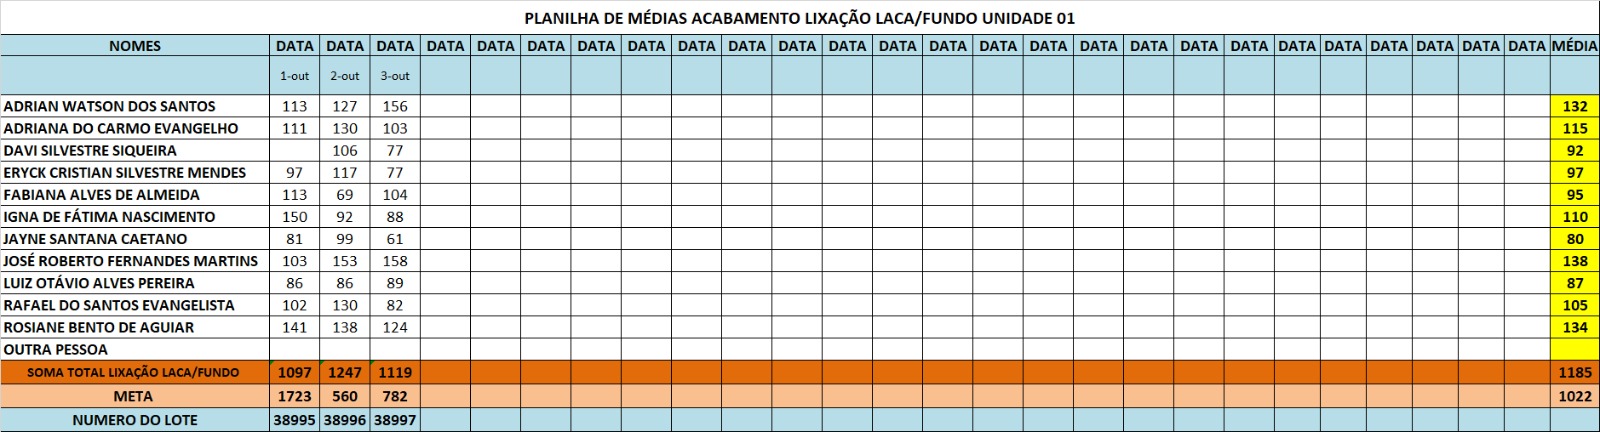 PLANILHA DE MÉDIAS ACABAMENTO LIXAÇÃO LACA/FUNDO UNIDADE 01
NOMES DATA DATA DATA DATA DATA DATA DATA DATA DATA DATA DATA DATA DATA DATA DATA DATA DATA DATA DATA DATA DATA DATA DATA DATA DATA DATA MÉDIA
1-out 2-out 3-out
ADRIAN WATSON DOS SANTOS 113 127 156 132
ADRIANA DO CARMO EVANGELHO 111 130 103 115
DAVI SILVESTRE SIQUEIRA 106 77 92
ERYCK CRISTIAN SILVESTRE MENDES 97 117 77 97
FABIANA ALVES DE ALMEIDA 113 69 104 95
IGNA DE FÁTIMA NASCIMENTO 150 92 88 110
JAYNE SANTANA CAETANO 81 99 61 80
JOSÉ ROBERTO FERNANDES MARTINS 103 153 158 138
LUIZ OTÁVIO ALVES PEREIRA 86 86 89 87
RAFAEL DO SANTOS EVANGELISTA 102 130 82 105
ROSIANE BENTO DE AGUIAR 141 138 124 134
OUTRA PESSOA
SOMA TOTAL LIXAÇÃO LACA/FUNDO 1097 1247 1119 1185
META 1723 560 782 1022
NUMERO DO LOTE 38995 38996 38997